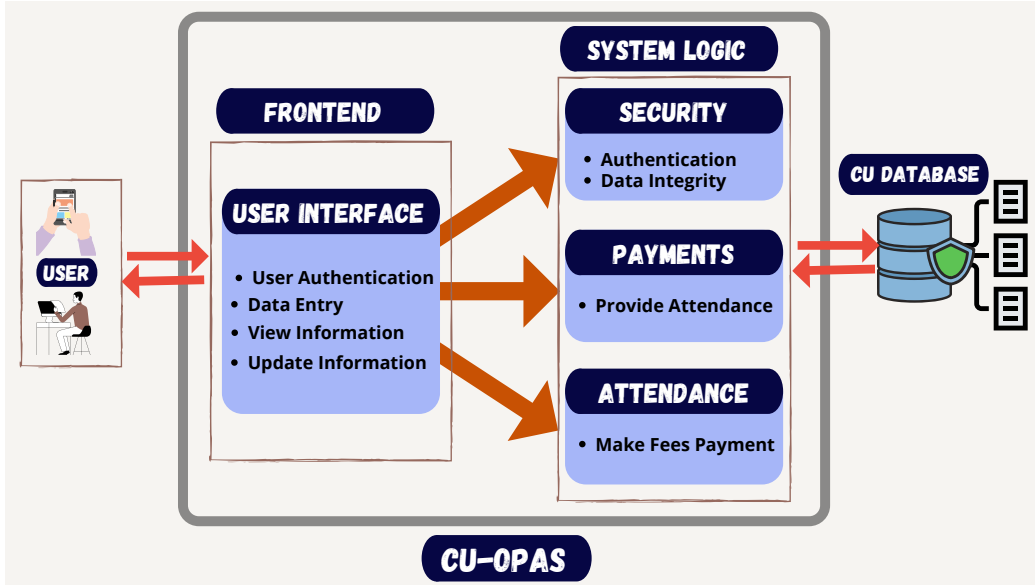 USER
FRONTEND
USER INTERFACE
• User Authentication
• Data Entry
• View Information
• Update Information
SYSTEM LOGIC
SECURITY
• Authentication
• Data Integrity
PAYMENTS
• Provide Attendance
ATTENDANCE
• Make Fees Payment
CU DATABASE
CU-OPAS